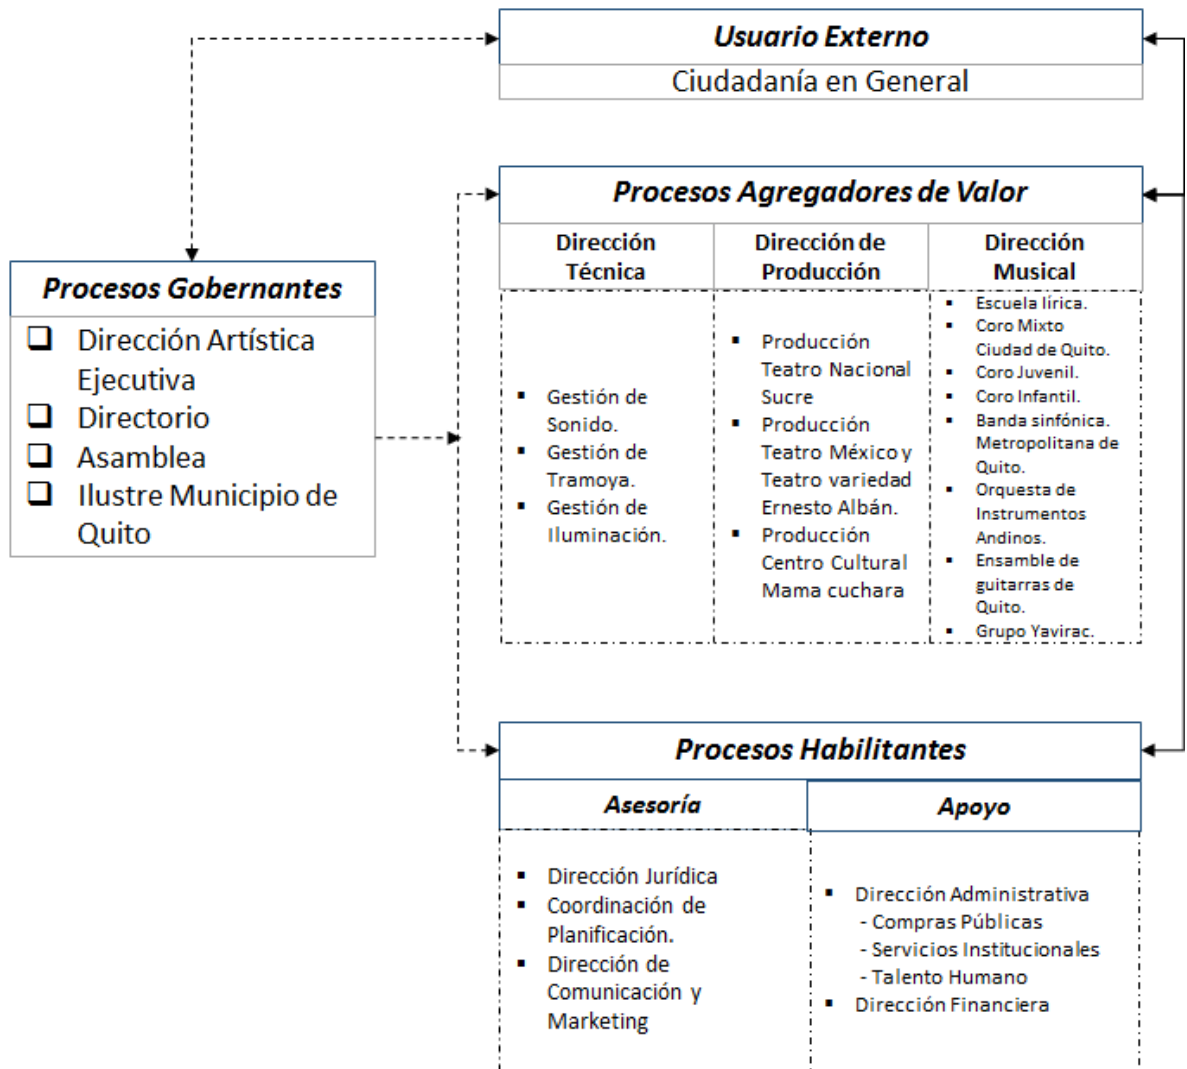 Usuario Externo
Ciudadanía en General
Procesos Gobernantes
Dirección Artística
Ejecutiva
Directorio
Asamblea
Ilustre Municipio de
Quito
Procesos Agregadores de Valor
Dirección
Técnica
Gestión de
Sonido.
Gestión de
Tramoya.
Gestión de
Iluminación.
Dirección de
Producción
Producción
Teatro Nacional
Sucre
Producción
Teatro México y
Teatro variedad
Ernesto Albán.
Producción
Centro Cultural
Mama cuchara
Dirección
Musical
Escuela lírica.
Coro Mixto
Ciudad de Quito.
Coro Juvenil.
Coro Infantil.
Banda sinfónica.
Metropolitana de
Quito.
Orquesta de
Instrumentos
Andinos.
Ensamble de
guitarras de
Quito.
Grupo Yavirac.
Procesos Habilitantes
Asesoría
Dirección Jurídica
Coordinación de
Planificación.
Dirección de
Comunicación y
Marketing
Apoyo
Dirección Administrativa
- Compras Públicas
- Servicios Institucionales
- Talento Humano
Dirección Financiera